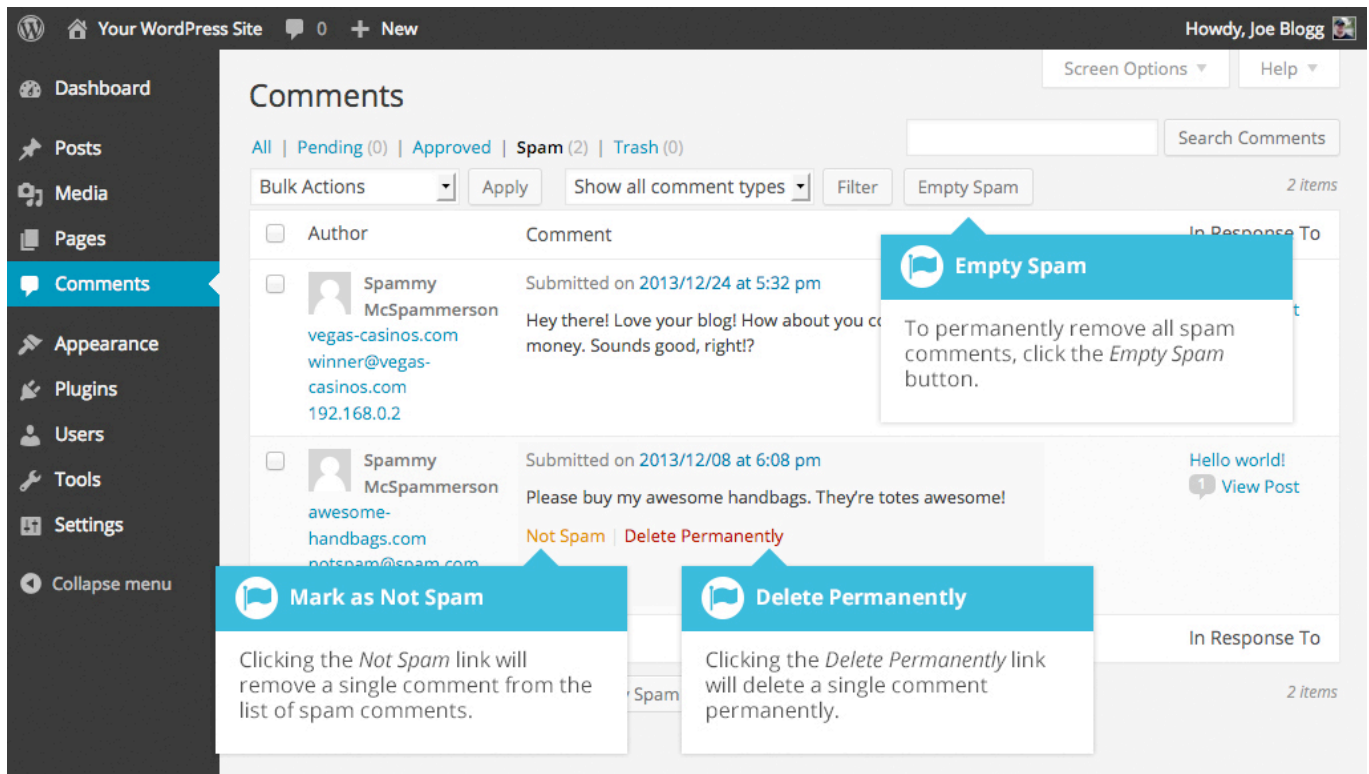 Your WordPress Site 0 + New Howdy, Joe Blogg
Screen Options Help
Dashboard
Posts
Media
Pages
Comments
Appearance
Plugins
Users
Tools
Settings
Collapse menu
Comments
All | Pending (0) | Approved | Spam (2) | Trash (0)
Search Comments
Bulk Actions Apply Show all comment types Filter Empty Spam 2 items
Author Comment In Response To
Spammy
McSpammerson
vegas-casinos.com
winner@vegas-
casinos.com
192.168.0.2
Submitted on 2013/12/24 at 5:32 pm
Hey there! Love your blog! How about you
money. Sounds good, right!?
Empty Spam
To permanently remove all spam
comments, click the Empty Spam
button.
Spammy
McSpammerson
awesome-
handbags.com
notspam@spam.com
Submitted on 2013/12/08 at 6:08 pm
Please buy my awesome handbags. They're totes awesome!
Not Spam | Delete Permanently
Hello world!
1 View Post
Mark as Not Spam
Clicking the Not Spam link will
remove a single comment from the
list of spam comments.
Delete Permanently
Clicking the Delete Permanently link
will delete a single comment
permanently.
In Response To
Spam 2 items